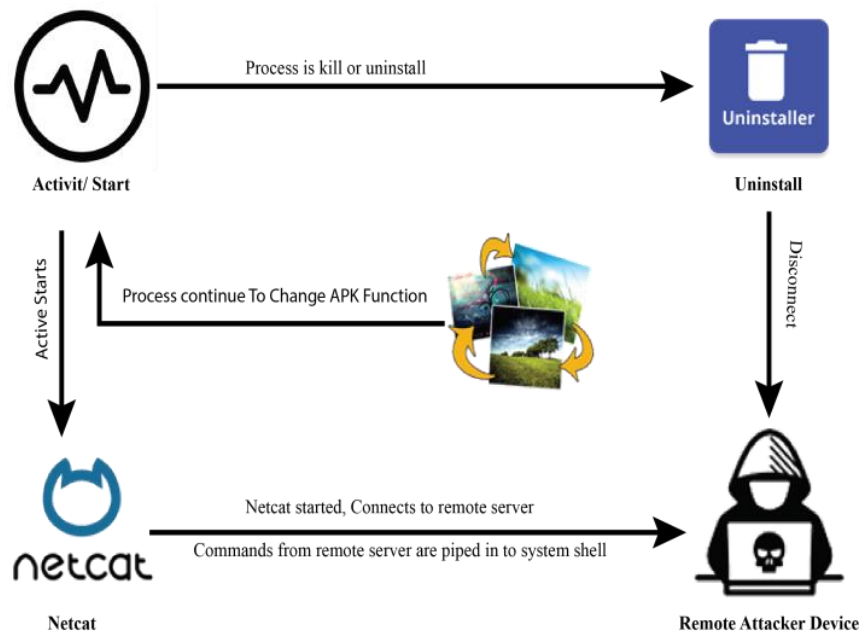 Process is kill or uninstall
Uninstaller
Activit/ Start
Uninstall
Active Starts
Process continue To Change APK Function
Disconnect
netcat
Netcat started, Connects to remote server
Commands from remote server are piped in to system shell
Netcat
Remote Attacker Device